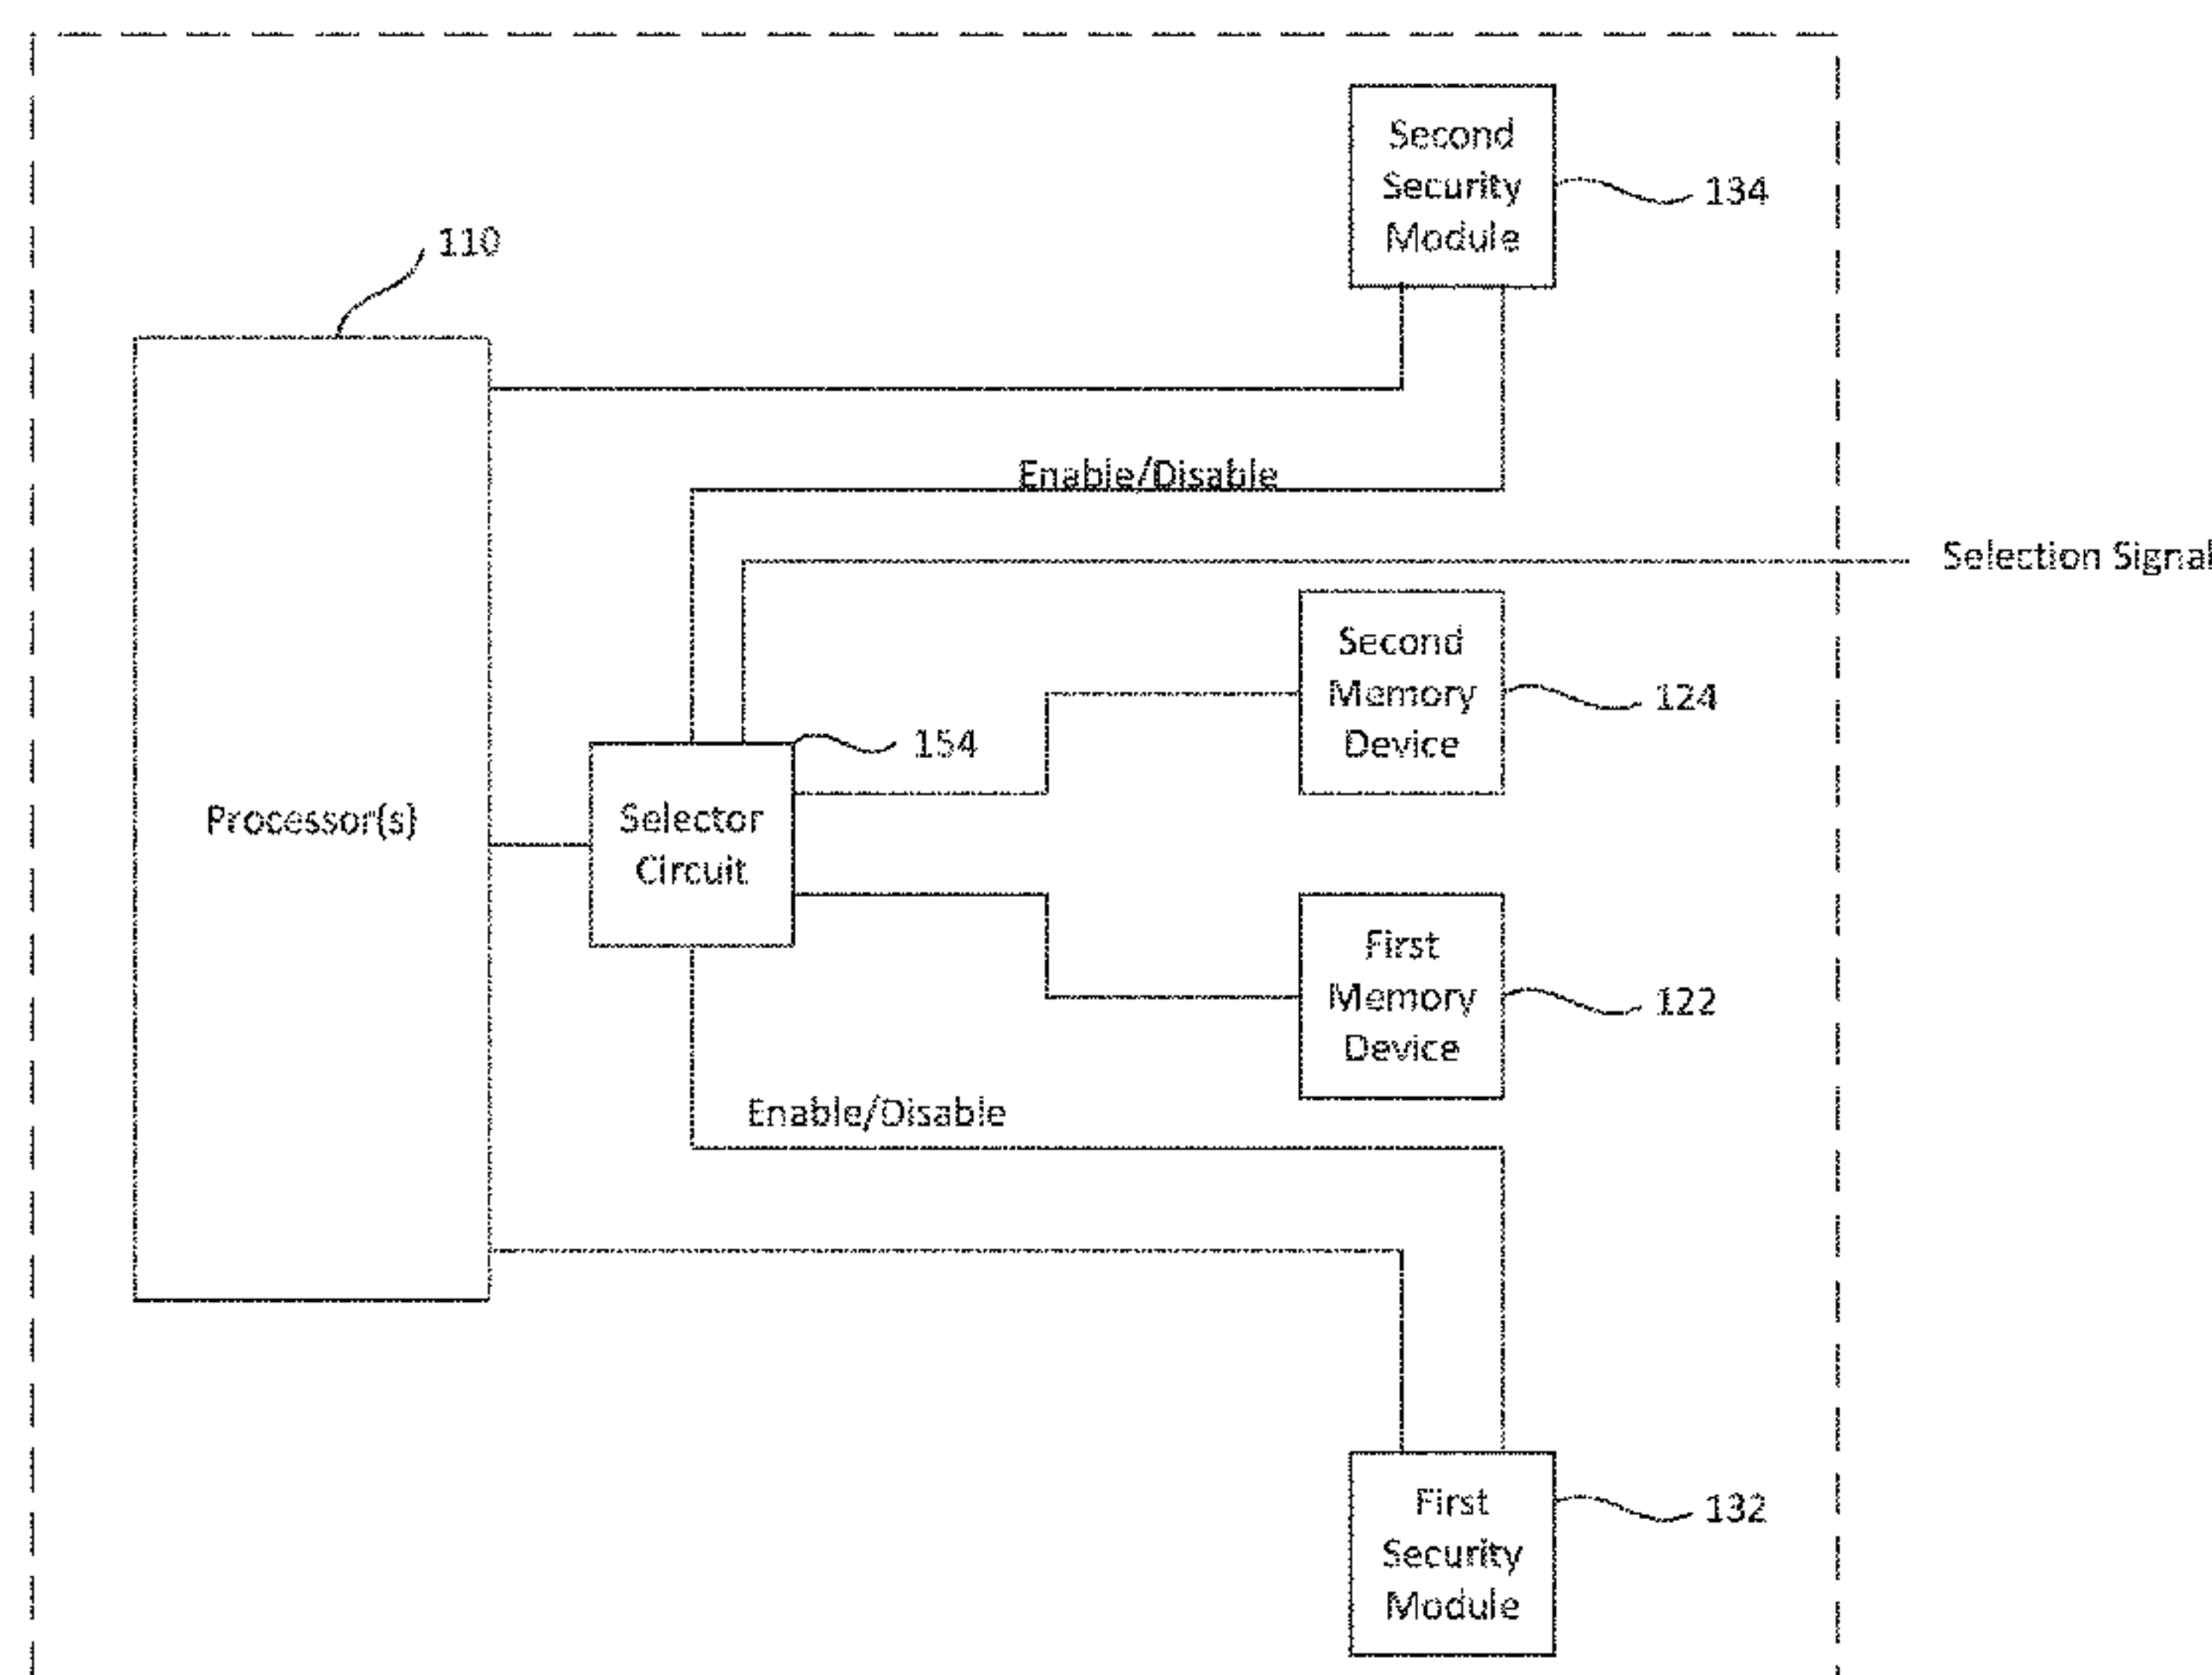 Second
Security
Module
134
110
Enable/Disable
Selection Signal
Second
Memory
Device
124
154
Processor(s)
Selector
Circuit
First
Memory
Device
122
Enable/Disable
First
Security
Module
132